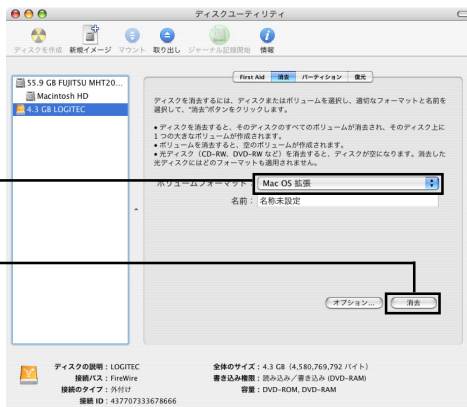 ディスクユーティリティ
ディスクを作成 新規イメージ マウント 取り出し ジャーナル記録開始 情報
55.9 GB FUJITSU MHT20...
Macintosh HD
4.3 GB LOGITEC
First Aid 消去 パーティション 復元
ディスクを消去するには、ディスクまたはボリュームを選択し、適切なフォーマットと名前を
選択して、"消去"ボタンをクリックします。
• ディスクを消去すると、そのディスクのすべてのボリュームが消去され、そのディスク上に
1 つの大きなボリュームが作成されます。
• ボリュームを消去すると、空のボリュームが作成されます。
• 光ディスク（CD-RW、DVD-RW など）を消去すると、ディスクが空になります。消去した
光ディスクにはどのフォーマットも適用されません。
ボリュームフォーマット： Mac OS 拡張
名前： 名称未設定
オプション... 消去
ディスクの説明：LOGITEC 全体のサイズ：4.3 GB（4,580,769,792 バイト）
接続バス：FireWire 書き込み権限：読み込み／書き込み (DVD-RAM)
接続のタイプ：外付け 容量：DVD-ROM, DVD-RAM
接続 ID：437707333678666